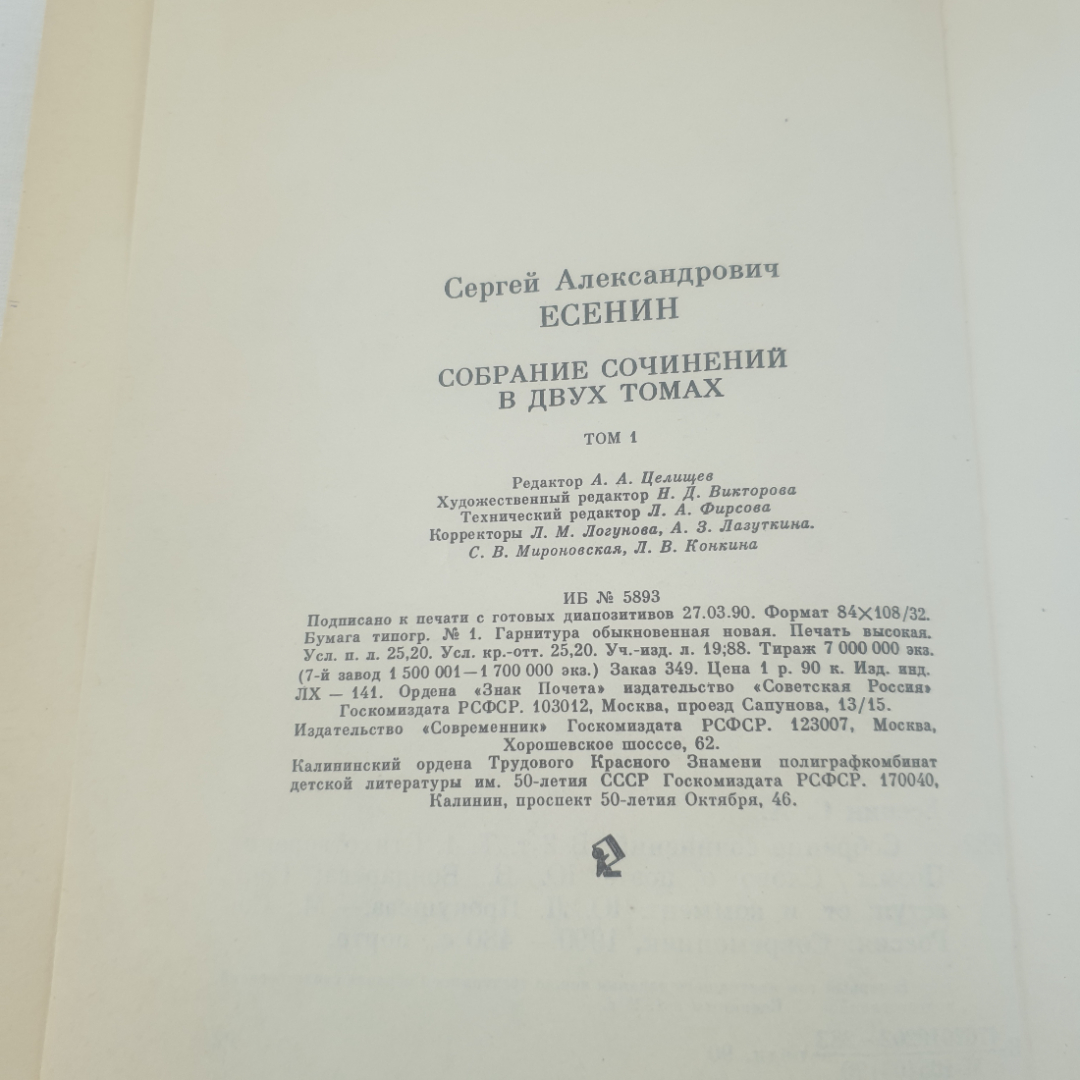 Сергей Александрович
ЕСЕНИН
СОБРАНИЕ СОЧИНЕНИЙ
В ДВУХ ТОМАХ
ТОМ 1
Редактор А. А. Целищев
Художественный редактор Н. Д. Викторова
Технический редактор Л. А. Фирсова
Корректоры Л. М. Логунова, А. З. Лазуткина.
С. В. Мироновская, Л. В. Конкина
ИБ № 5893
Подписано к печати с готовых диапозитивов 27.03.90. Формат 84×108/32.
Бумага типогр. № 1. Гарнитура обыкновенная новая. Печать высокая.
Усл. п. л. 25,20. Усл. кр.-отт. 25,20. Уч.-изд. л. 19;88. Тираж 7 000 000 экз.
(7-й завод 1 500 001—1 700 000 экз.) Заказ 349. Цена 1 р. 90 к. Изд. инд.
ЛХ — 141. Ордена «Знак Почета» издательство «Советская Россия»
Госкомиздата РСФСР. 103012, Москва, проезд Сапунова, 13/15.
Издательство «Современник» Госкомиздата РСФСР. 123007, Москва,
Хорошевское шосссе, 62.
Калининский ордена Трудового Красного Знамени полиграфкомбинат
детской литературы им. 50-летия СССР Госкомиздата РСФСР. 170040,
Калинин, проспект 50-летия Октября, 46.